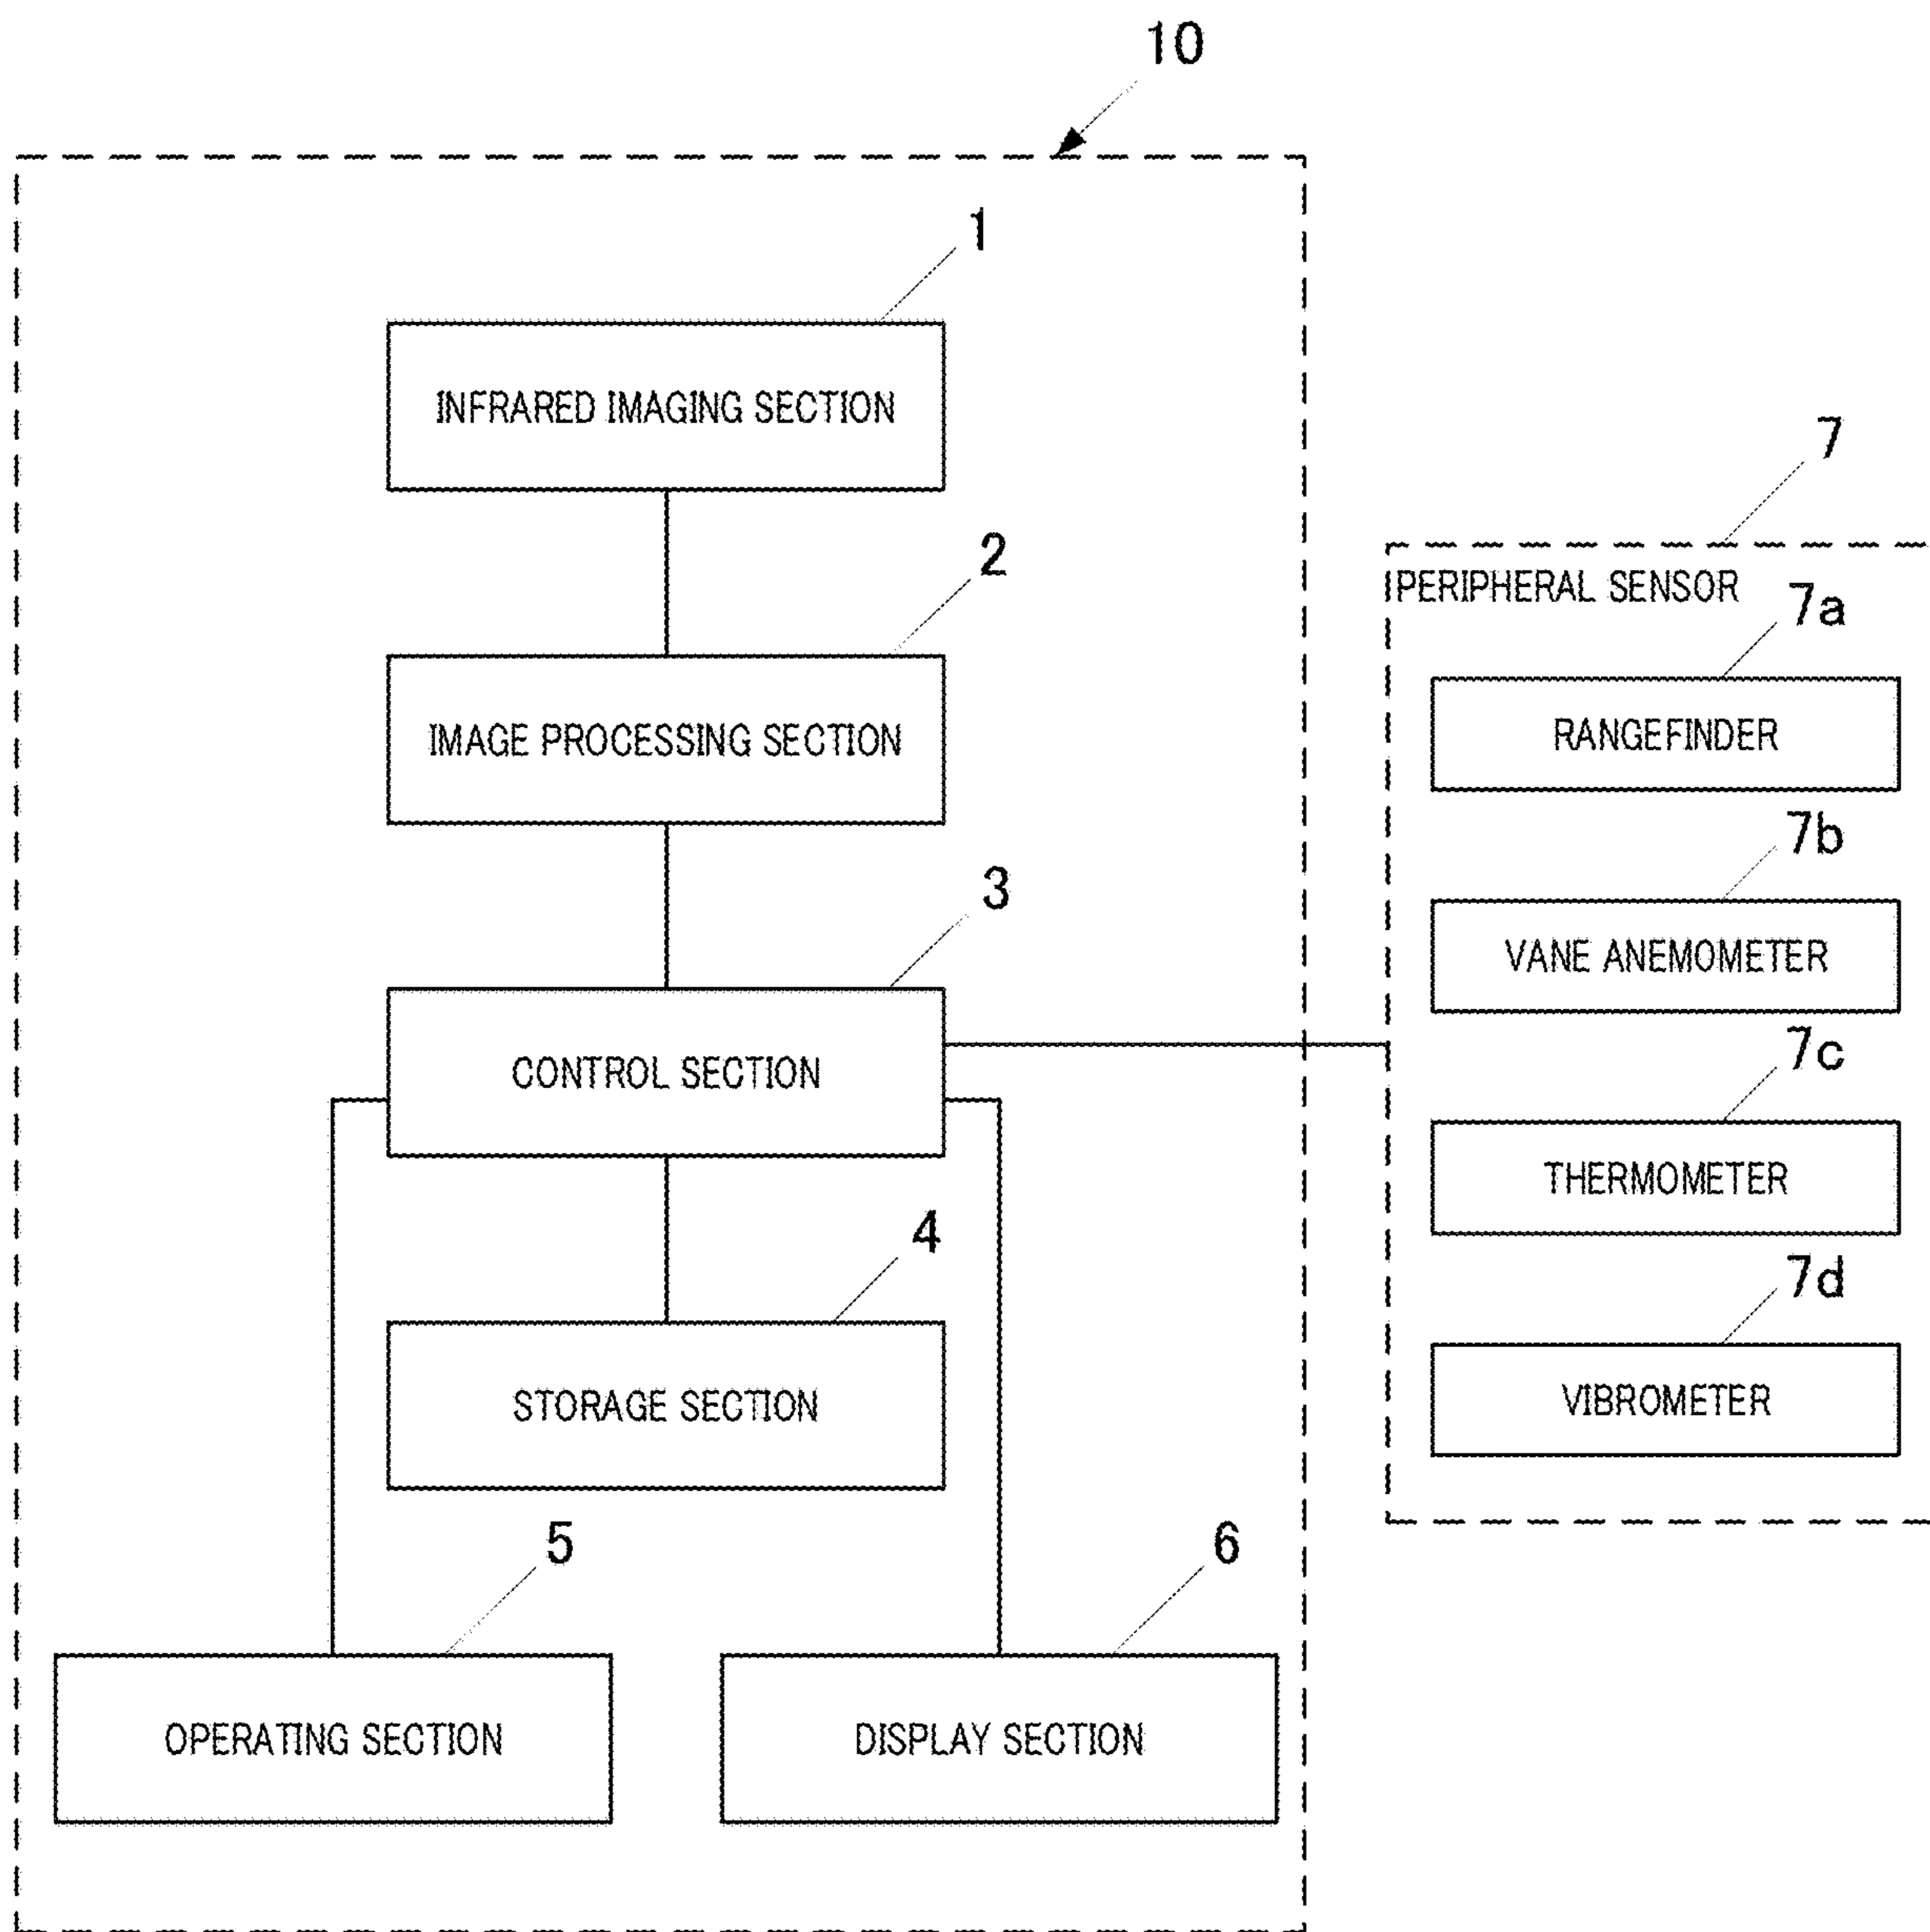 10
1
INFRARED IMAGING SECTION
2
IMAGE PROCESSING SECTION
3
CONTROL SECTION
4
STORAGE SECTION
5
OPERATING SECTION
6
DISPLAY SECTION
7
PERIPHERAL SENSOR
7a
RANGEFINDER
7b
VANE ANEMOMETER
7c
THERMOMETER
7d
VIBROMETER